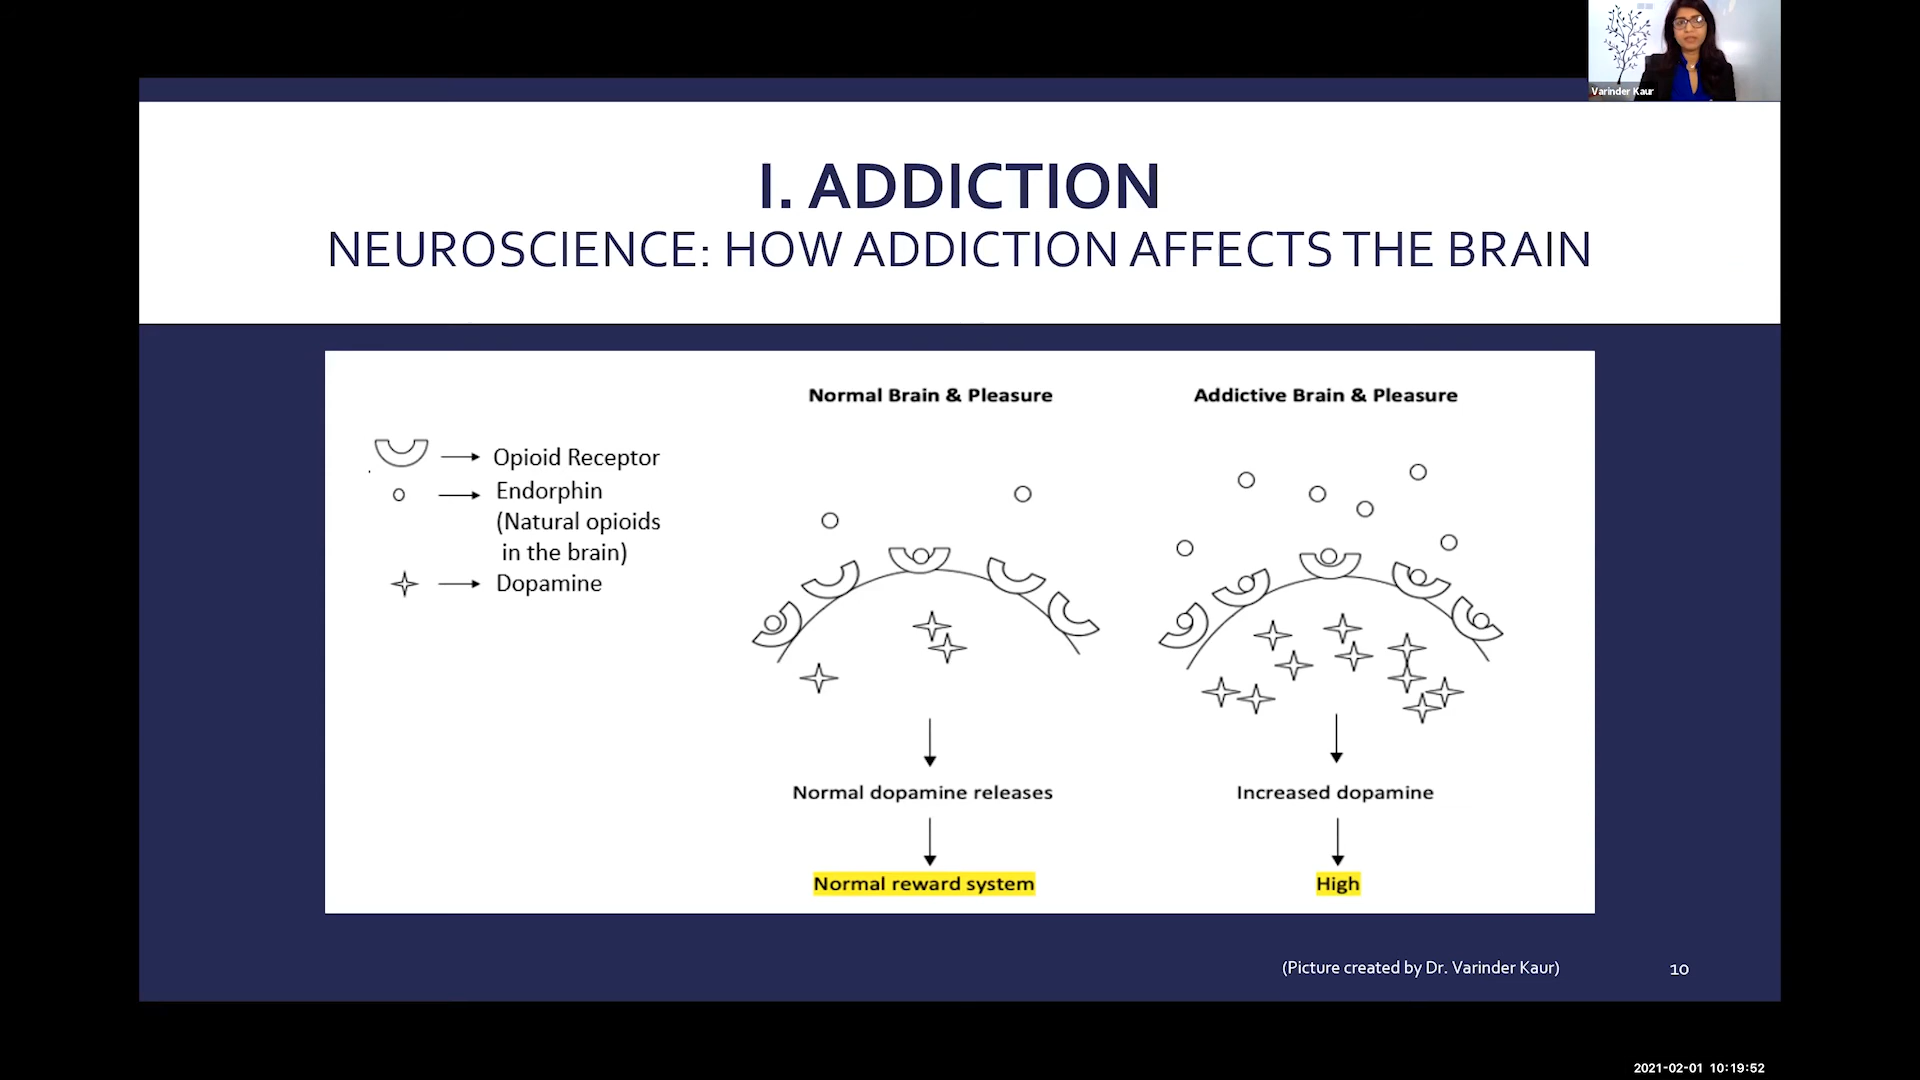 Varinder Kaur
I. ADDICTION
NEUROSCIENCE: HOW ADDICTION AFFECTS THE BRAIN
Normal Brain & Pleasure
Addictive Brain & Pleasure
Opioid Receptor
Endorphin
(Natural opioids
in the brain)
Dopamine
Normal dopamine releases
Increased dopamine
Normal reward system
High
(Picture created by Dr. Varinder Kaur)
10
2021-02-01 10:19:52